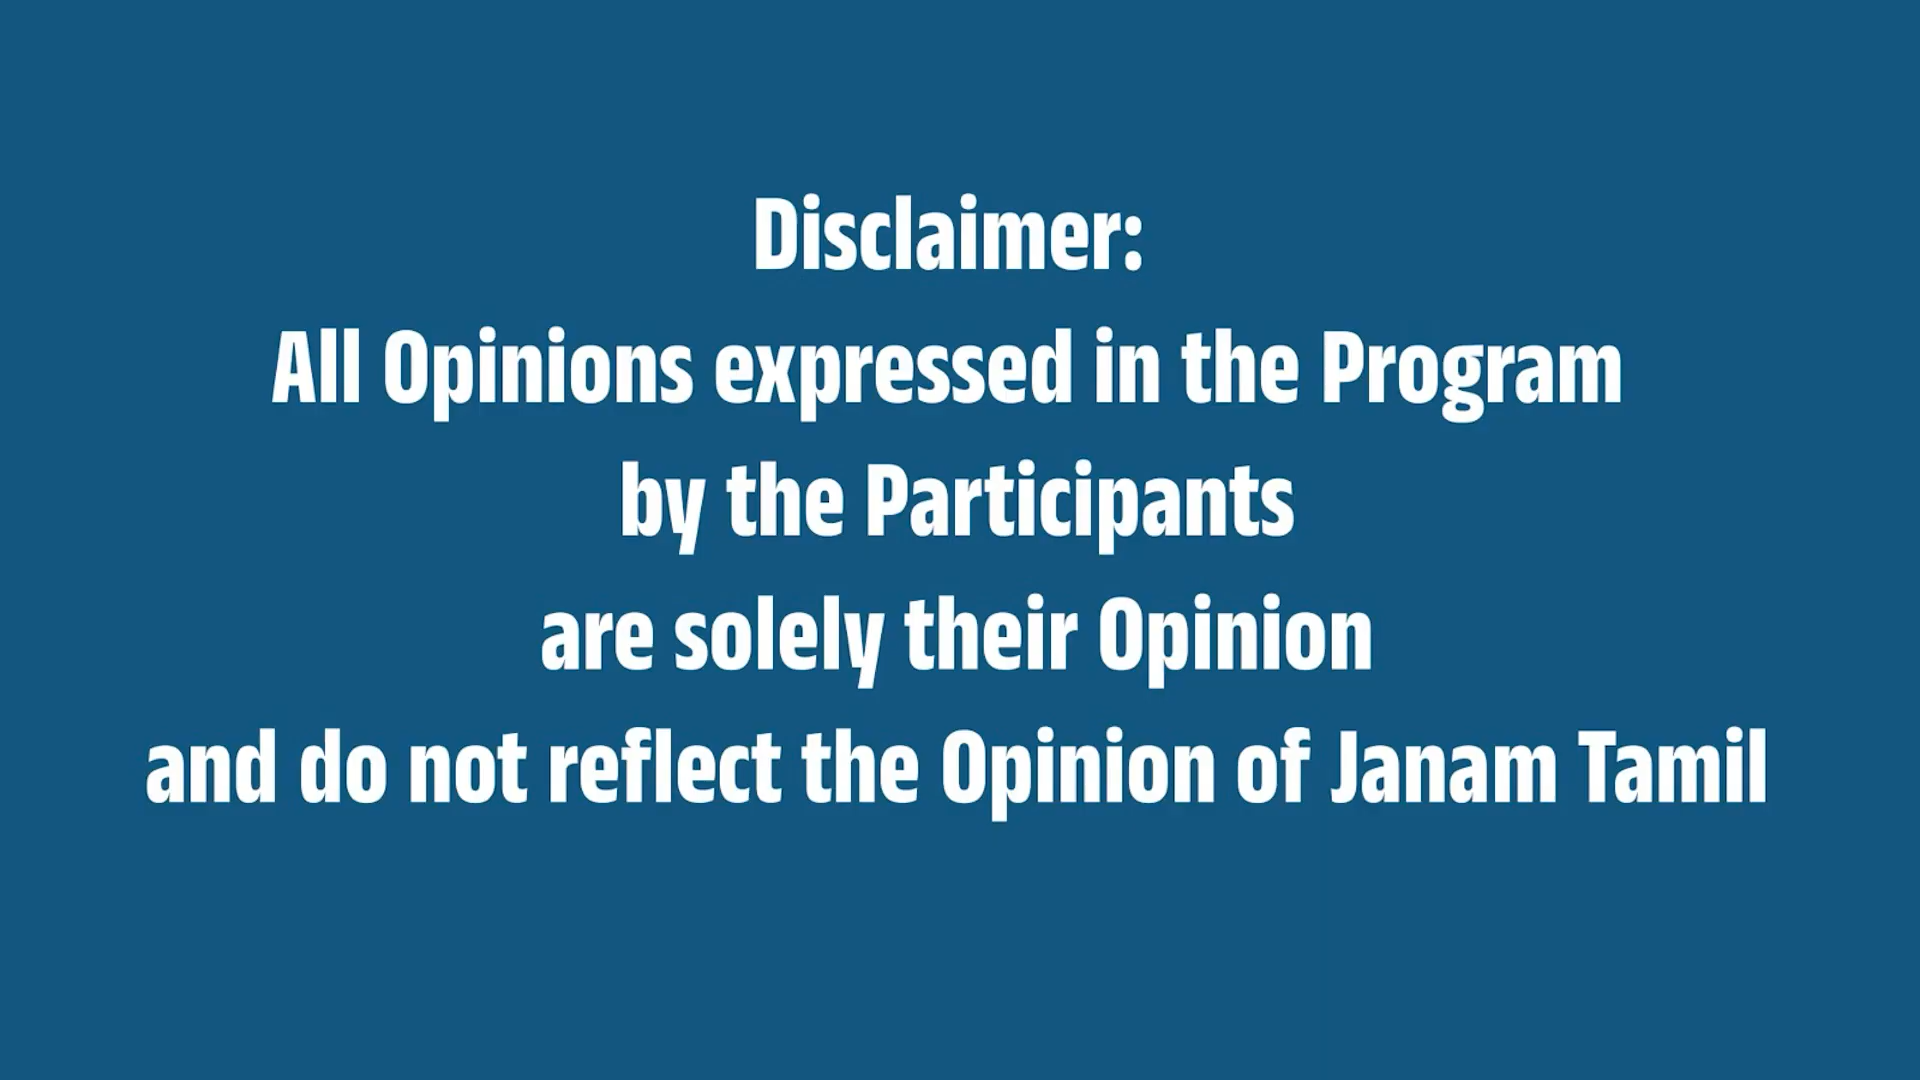 Disclaimer:
All Opinions expressed in the Program
by the Participants
are solely their Opinion
and do not reflect the Opinion of Janam Tamil